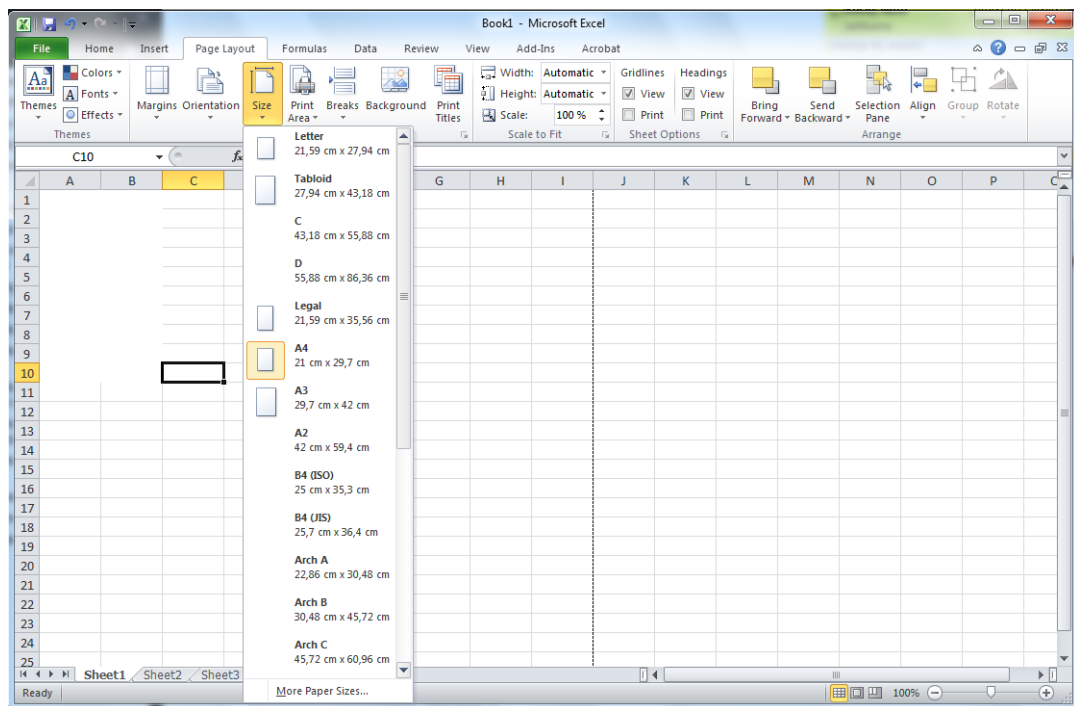 Book1 - Microsoft Excel
File Home Insert Page Layout Formulas Data Review View Add-Ins Acrobat
Colors
Fonts
Effects
Themes
Margins Orientation Size Print Area Breaks Background Print Titles
Width: Automatic
Height: Automatic
Scale: 100 %
Gridlines Headings
View View
Print Print
Bring Forward Send Backward Selection Pane Align Group Rotate
Themes Scale to Fit Sheet Options Arrange
C10 fx
A B C G H I J K L M N O P
1
2
3
4
5
6
7
8
9
10
11
12
13
14
15
16
17
18
19
20
21
22
23
24
25
Letter
21,59 cm x 27,94 cm
Tabloid
27,94 cm x 43,18 cm
C
43,18 cm x 55,88 cm
D
55,88 cm x 86,36 cm
Legal
21,59 cm x 35,56 cm
A4
21 cm x 29,7 cm
A3
29,7 cm x 42 cm
A2
42 cm x 59,4 cm
B4 (ISO)
25 cm x 35,3 cm
B4 (JIS)
25,7 cm x 36,4 cm
Arch A
22,86 cm x 30,48 cm
Arch B
30,48 cm x 45,72 cm
Arch C
45,72 cm x 60,96 cm
More Paper Sizes...
Sheet1 Sheet2 Sheet3
Ready 100%